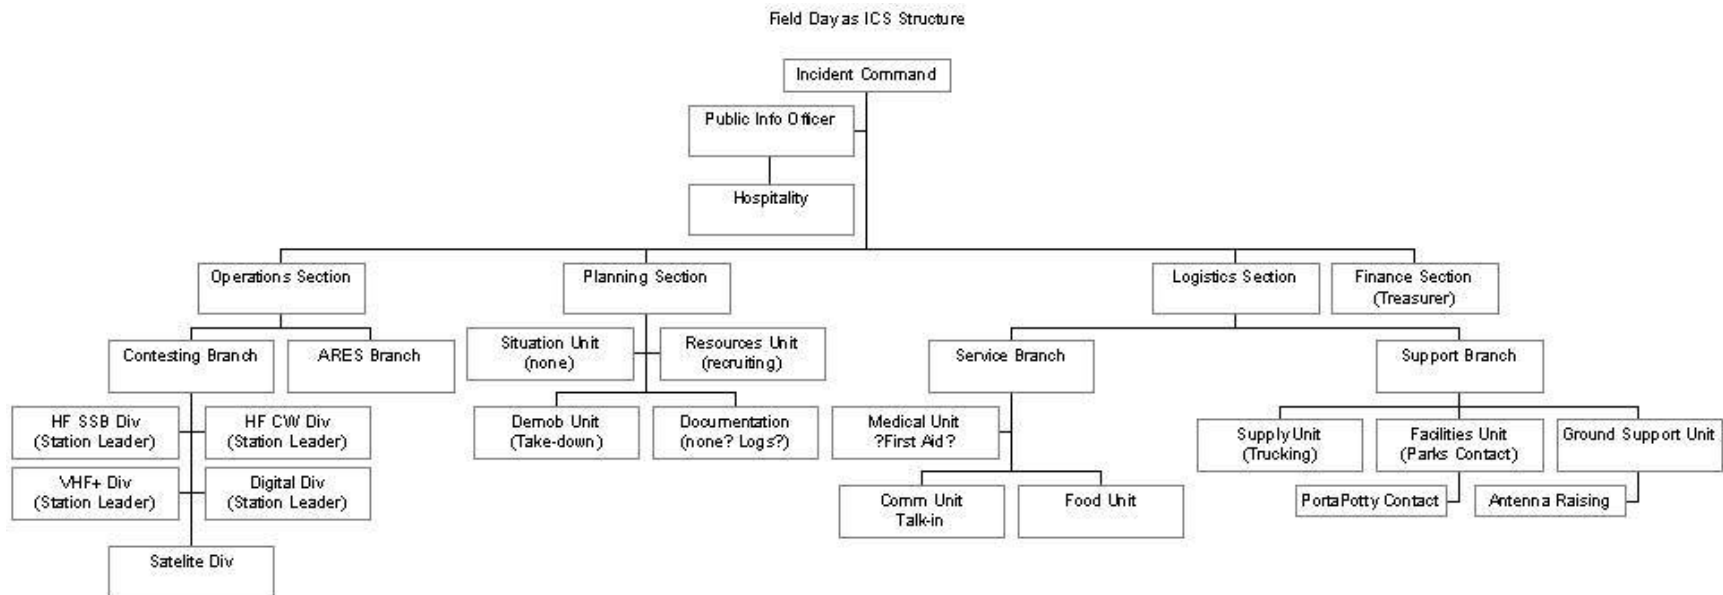 Field Day as ICS Structure
Incident Command
Public Info Officer
Hospitality
Operations Section
Planning Section
Logistics Section
Finance Section
(Treasurer)
Contesting Branch
ARES Branch
Situation Unit
(none)
Resources Unit
(recruiting)
Service Branch
Support Branch
HF SSB Div
(Station Leader)
HF CW Div
(Station Leader)
Demob Unit
(Take-down)
Documentation
(none? Logs?)
Medical Unit
?First Aid?
Supply Unit
(Trucking)
Facilities Unit
(Parks Contact)
Ground Support Unit
VHF+ Div
(Station Leader)
Digital Div
(Station Leader)
Comm Unit
Talk-in
Food Unit
PortaPotty Contact
Antenna Raising
Satelite Div